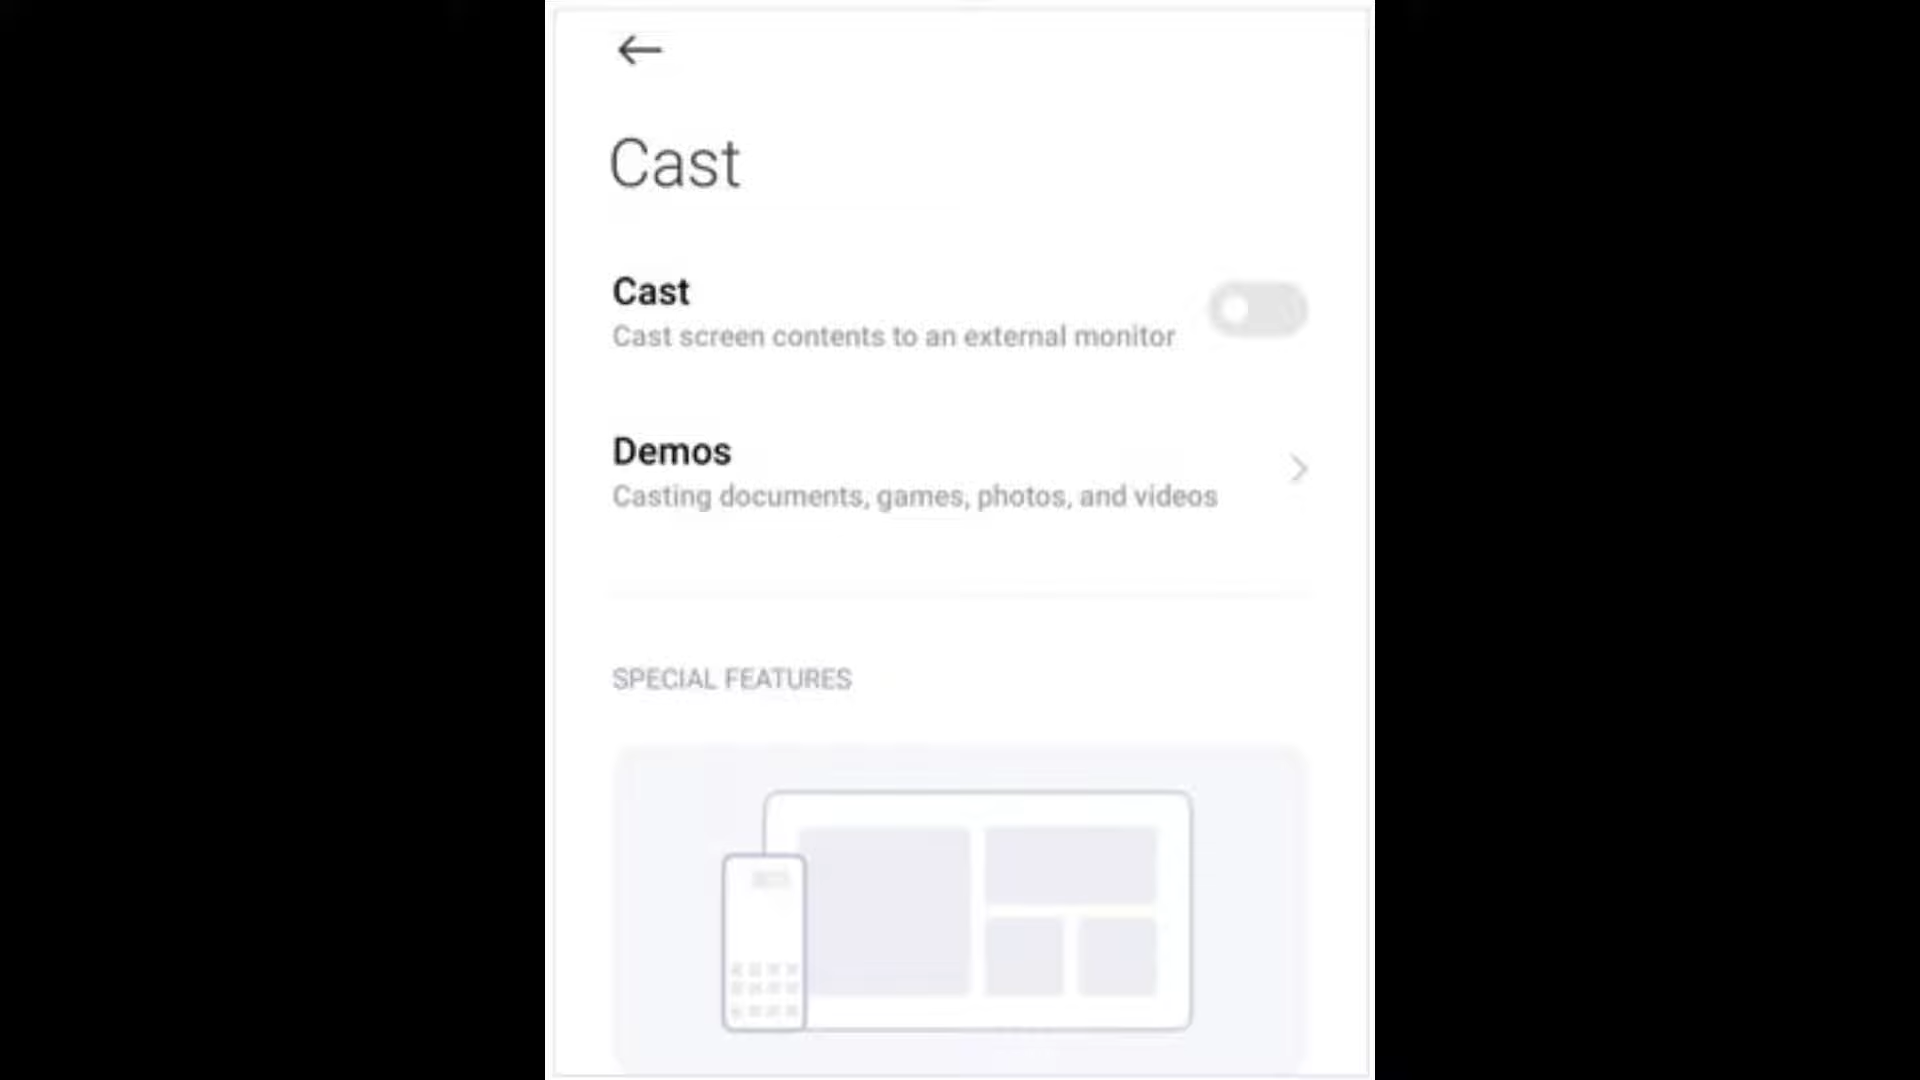 Cast
Cast
Cast screen contents to an external monitor
Demos
Casting documents, games, photos, and videos
SPECIAL FEATURES